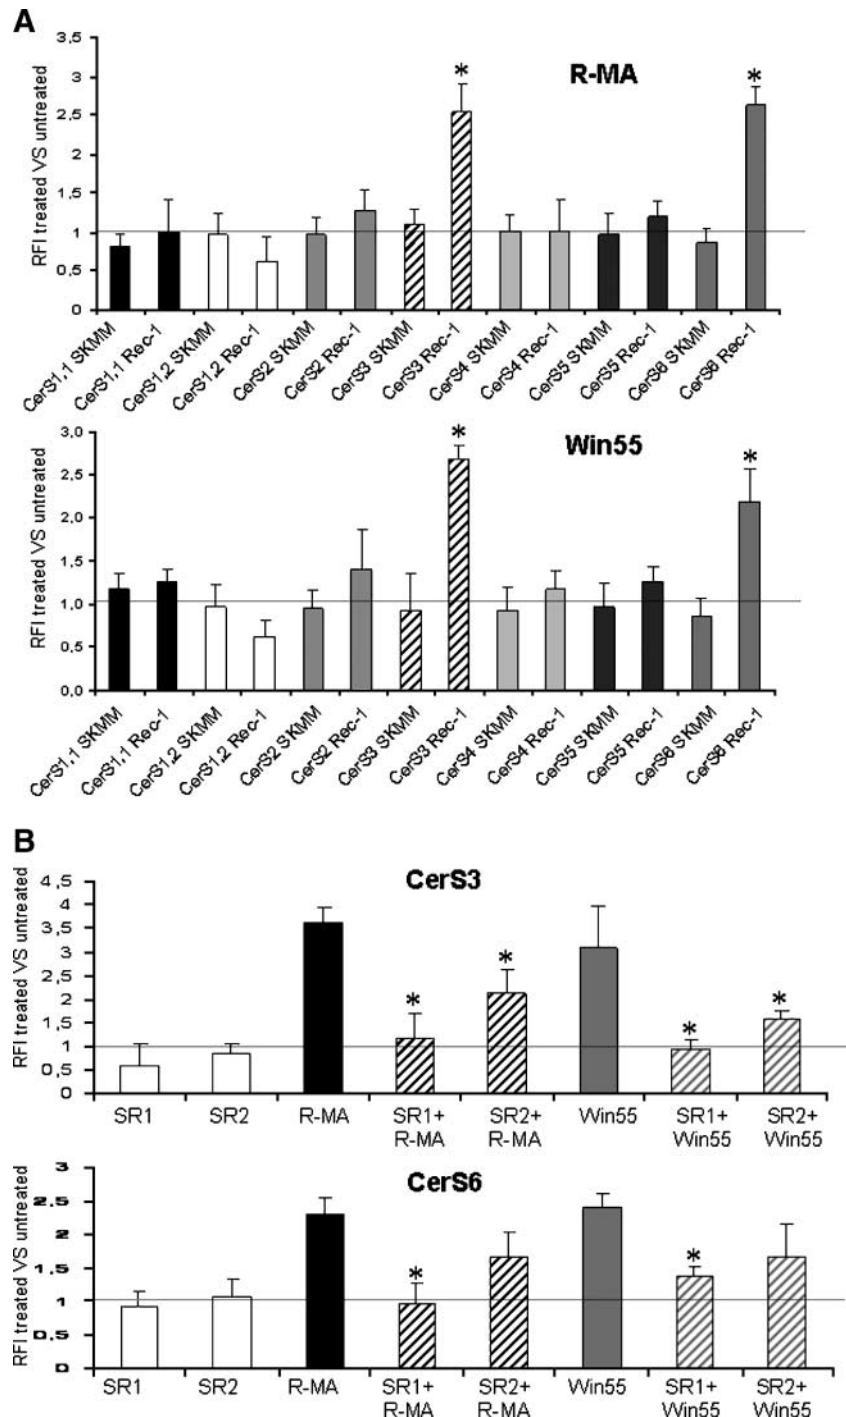 A
R-MA
RFI treated VS untreated
3,5
3
2,5
2
1,5
1
0,5
0
*
*
CerS1,1 SKMM
CerS1,1 Rec-1
CerS1,2 SKMM
CerS1,2 Rec-1
CerS2 SKMM
CerS2 Rec-1
CerS3 SKMM
CerS3 Rec-1
CerS4 SKMM
CerS4 Rec-1
CerS5 SKMM
CerS5 Rec-1
CerS6 SKMM
CerS6 Rec-1
Win55
RFI treated VS untreated
3,0
2,5
2,0
1,5
1,0
0,5
0,0
*
*
CerS1,1 SKMM
CerS1,1 Rec-1
CerS1,2 SKMM
CerS1,2 Rec-1
CerS2 SKMM
CerS2 Rec-1
CerS3 SKMM
CerS3 Rec-1
CerS4 SKMM
CerS4 Rec-1
CerS5 SKMM
CerS5 Rec-1
CerS6 SKMM
CerS6 Rec-1
B
CerS3
RFI treated VS untreated
4,5
4
3,5
3
2,5
2
1,5
1
0,5
0
*
*
*
*
SR1
SR2
R-MA
SR1+
R-MA
SR2+
R-MA
Win55
SR1+
Win55
SR2+
Win55
CerS6
RFI treated VS untreated
3
2.5
2
1.5
1
0.5
0
*
*
SR1
SR2
R-MA
SR1+
R-MA
SR2+
R-MA
Win55
SR1+
Win55
SR2+
Win55